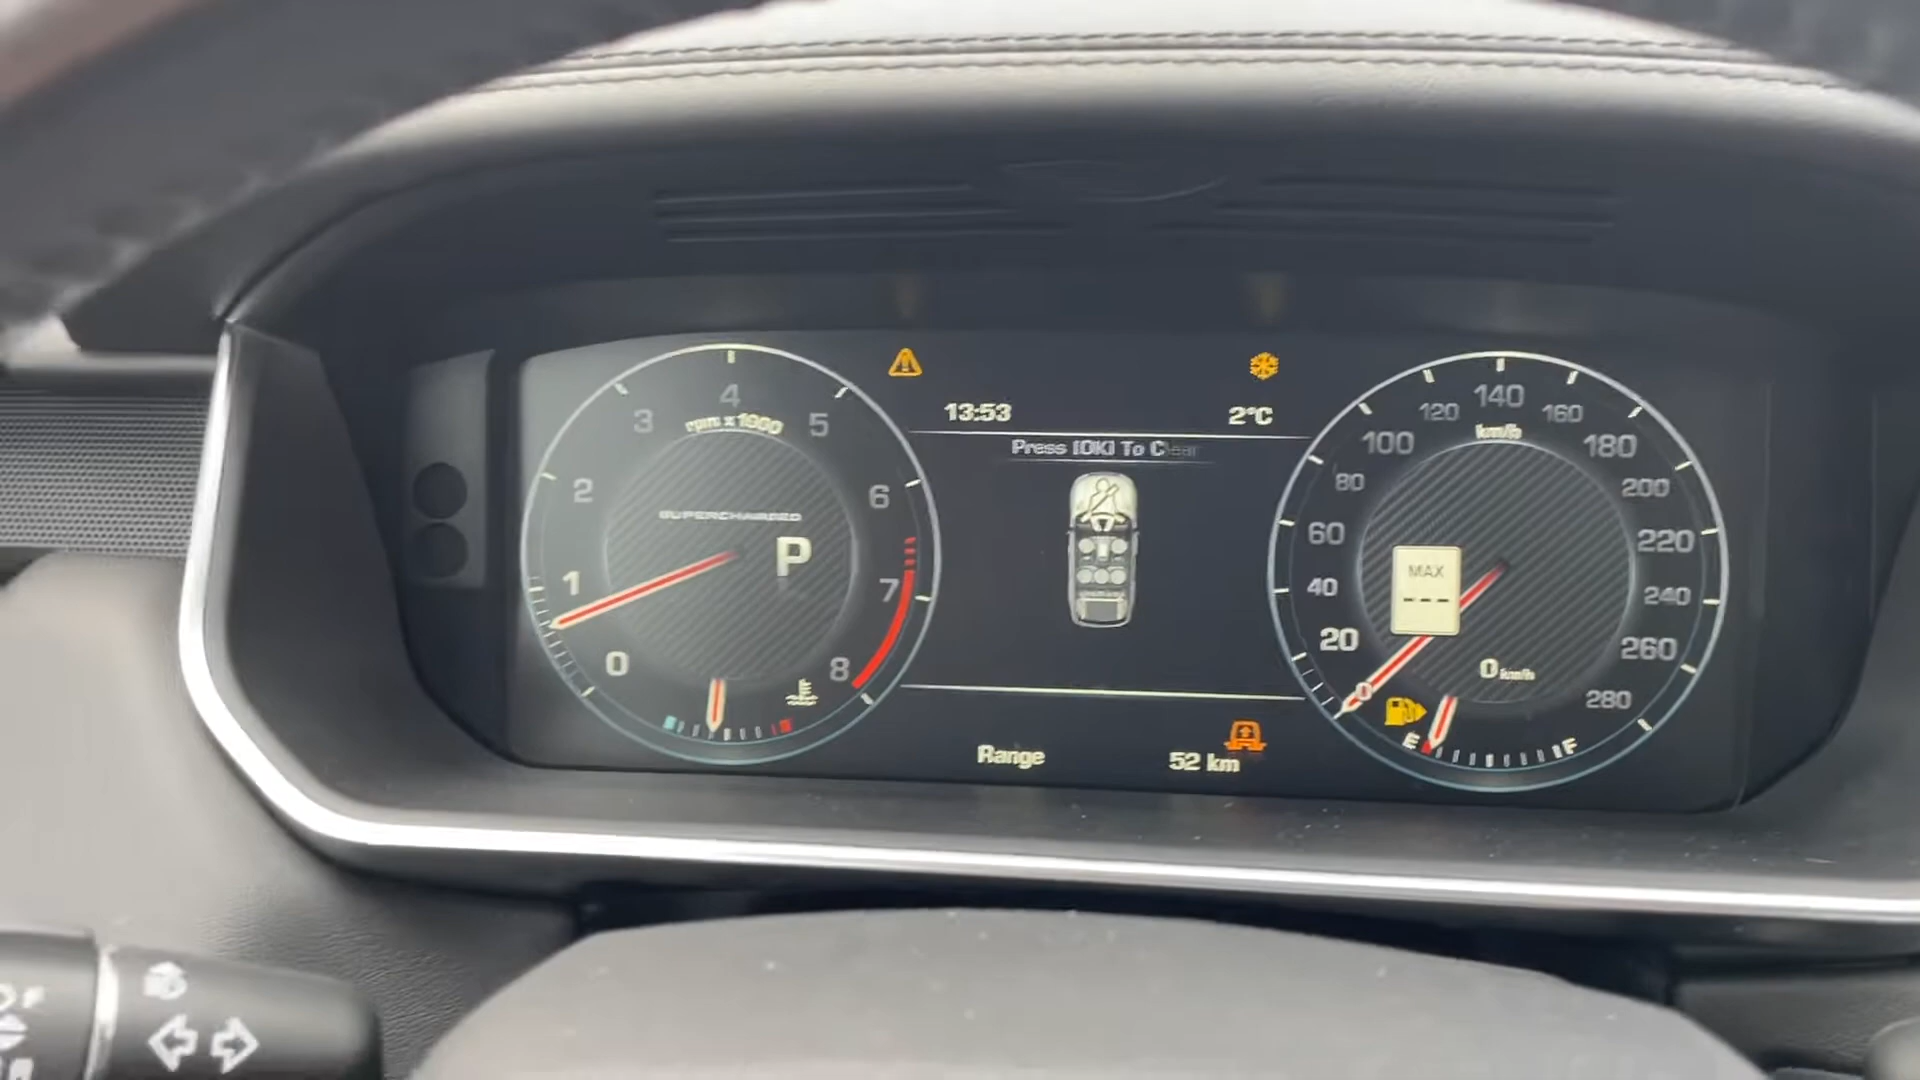 4
3
5
rpm x 1000
2
6
SUPERCHARGED
P
1
7
0
8
13:53
2°C
Press [OK] To Clear
Range
52 km
140
120
160
km/h
100
180
80
200
60
220
MAX
---
40
240
20
260
0 km/h
0
280
E
F